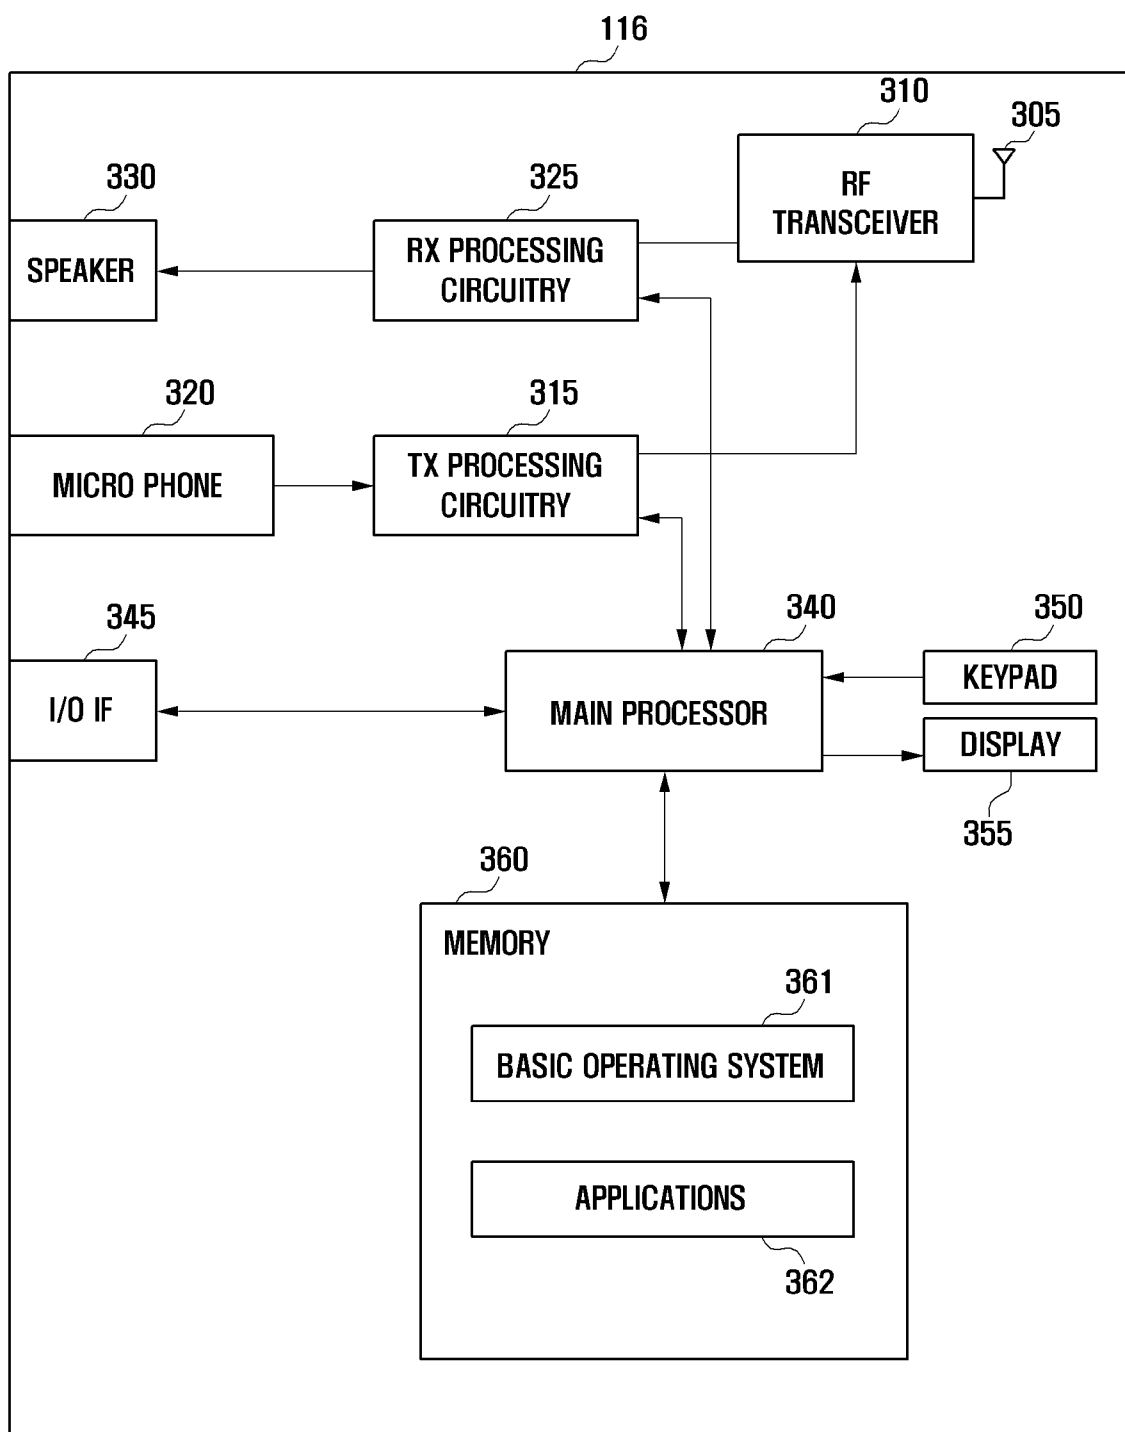 116
310
305
330
325
RF
TRANSCEIVER
SPEAKER
RX PROCESSING
CIRCUITRY
320
315
MICRO PHONE
TX PROCESSING
CIRCUITRY
345
340
350
I/O IF
MAIN PROCESSOR
KEYPAD
DISPLAY
355
360
MEMORY
361
BASIC OPERATING SYSTEM
APPLICATIONS
362